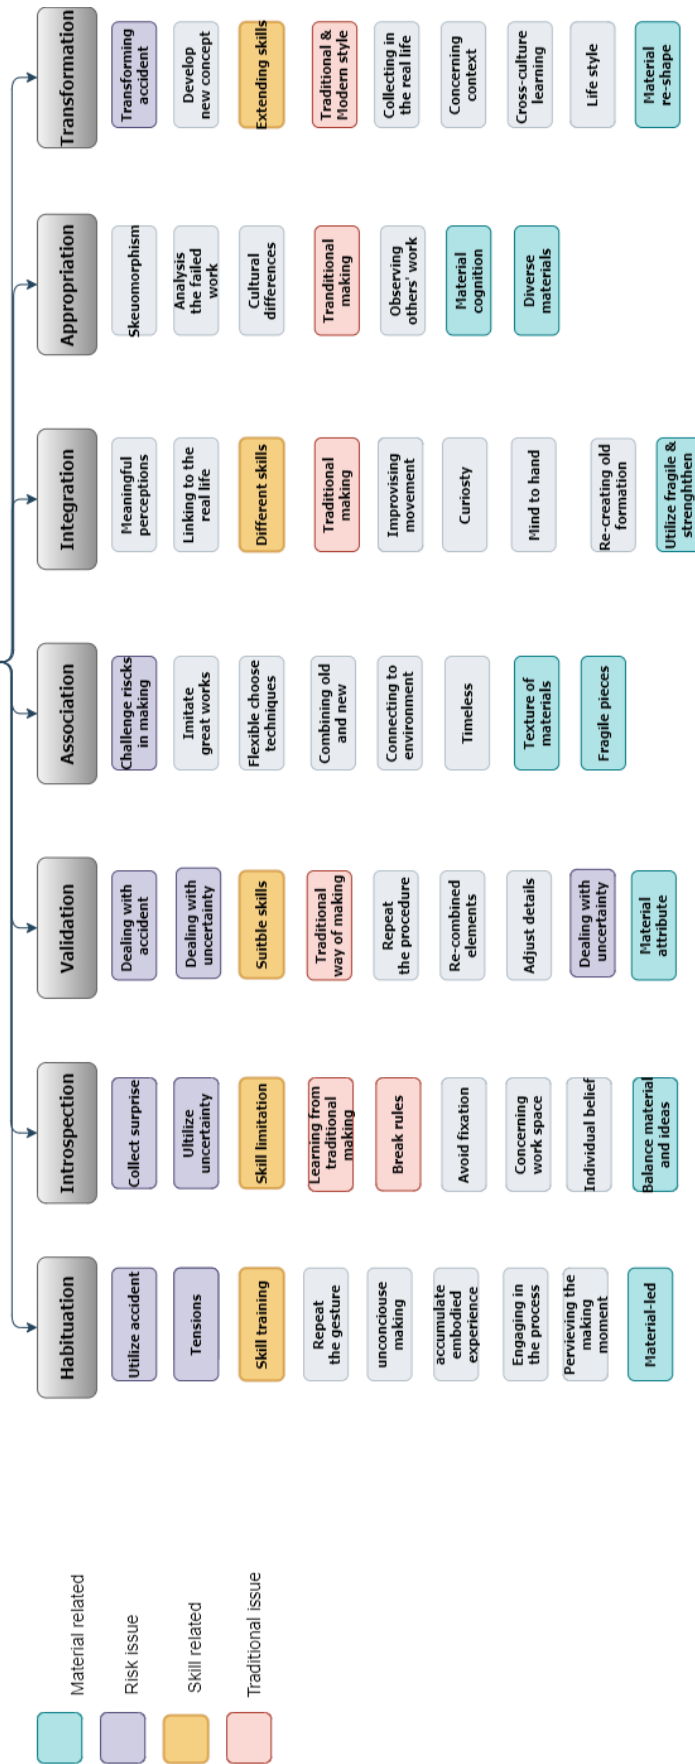 Material related
Risk issue
Skill related
Traditional issue
Habituation
Utilize accident
Tensions
Skill training
Repeat
the gesture
unconciouse
making
accumulate
embodied
experience
Engaging in
the process
Pervieving the
making
moment
Material-led
Introspection
Collect surprise
Ultilize
uncertainty
Skill limitation
Learning from
traditional
making
Break rules
Avoid fixation
Concerning
work space
Individual belief
Balance material
and ideas
Validation
Dealing with
accident
Dealing with
uncertainty
Suitble skills
Traditional
way of making
Repeat
the procedure
Re-combined
elements
Adjust details
Dealing with
uncertainty
Material
attribute
Association
Challenge riscks
in making
Imitate
great works
Flexible choose
techniques
Combining old
and new
Connecting to
environment
Timeless
Texture of
materials
Fragile pieces
Integration
Meaningful
perceptions
Linking to the
real life
Different skills
Traditional
making
Improvising
movement
Curiosty
Mind to hand
Re-creating old
formation
Utilize fragile &
strenghthen
Appropriation
Skeuomorphism
Analysis
the failed
work
Cultural
differences
Tranditional
making
Observing
others' work
Material
cognition
Diverse
materials
Transformation
Transforming
accident
Develop
new concept
Extending skills
Traditional &
Modern style
Collecting in
the real life
Concerning
context
Cross-culture
learning
Life style
Material
re-shape